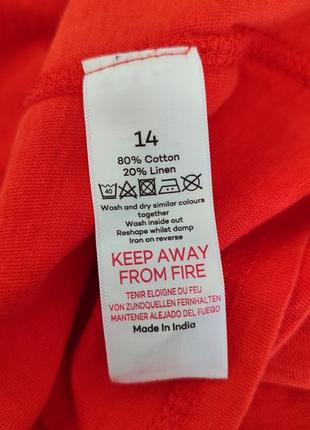 14
80% Cotton
20% Linen
40
Wash and dry similar colours
together
Wash inside out
Reshape whilst damp
Iron on reverse
KEEP AWAY
FROM FIRE
TENIR ELOIGNE DU FEU
VON ZUNDQUELLEN FERNHALTEN
MANTENER ALEJADO DEL FUEGO
Made In India